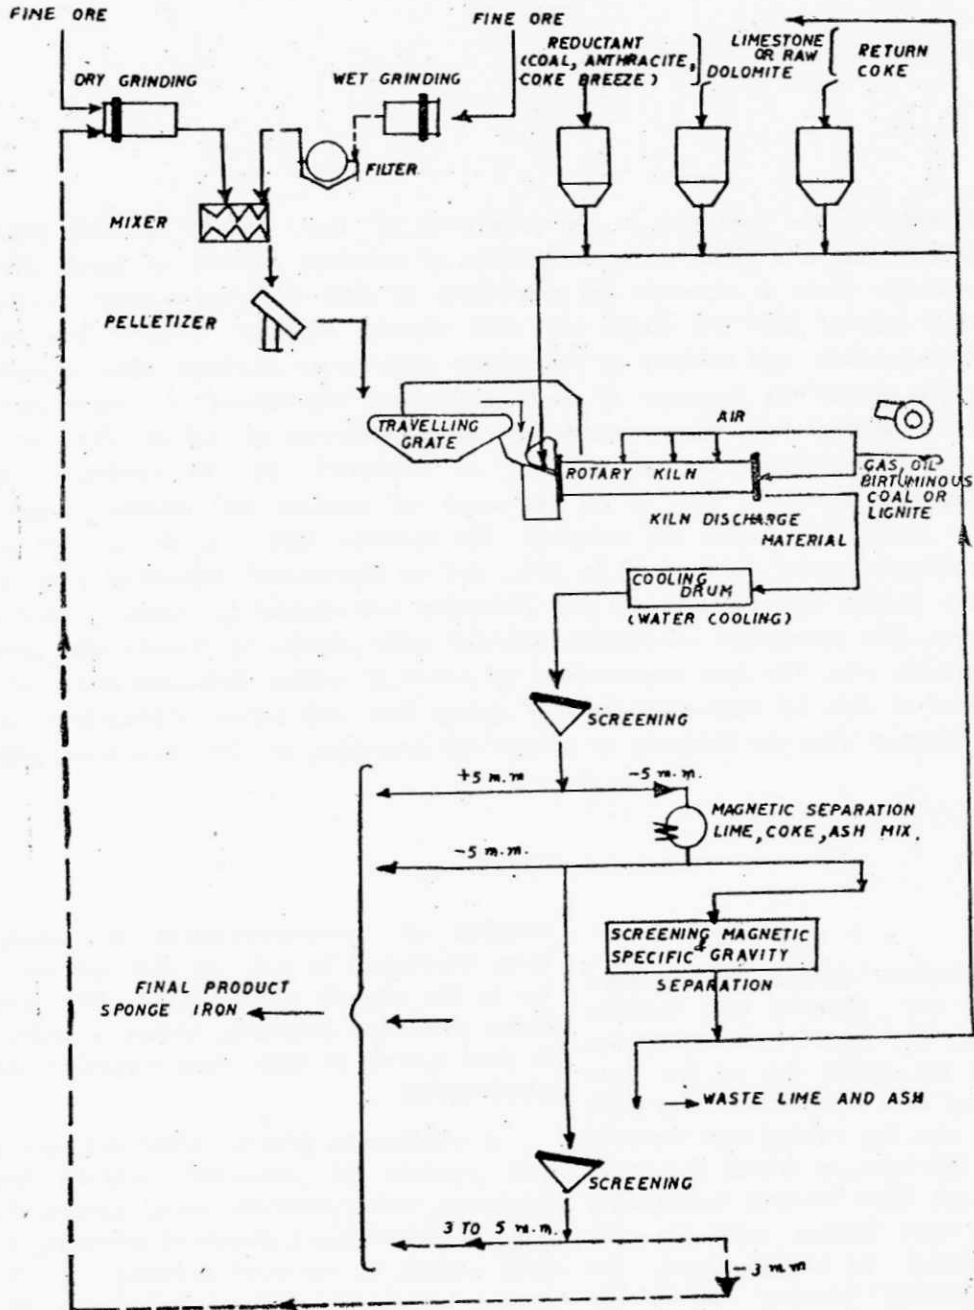 FINE ORE
FINE ORE
REDUCTANT
(COAL, ANTHRACITE,
COKE BREEZE)
LIMESTONE
OR RAW
DOLOMITE
RETURN
COKE
DRY GRINDING
WET GRINDING
FILTER
MIXER
PELLETIZER
TRAVELLING
GRATE
AIR
ROTARY KILN
GAS, OIL
BIRTUMINOUS
COAL OR
LIGNITE
KILN DISCHARGE
MATERIAL
COOLING
DRUM
(WATER COOLING)
SCREENING
+5 m.m
-5 m.m.
MAGNETIC SEPARATION
LIME, COKE, ASH MIX.
-5 m.m.
SCREENING MAGNETIC
SPECIFIC & GRAVITY
SEPARATION
FINAL PRODUCT
SPONGE IRON
WASTE LIME AND ASH
SCREENING
3 TO 5 m.m.
-3 m m